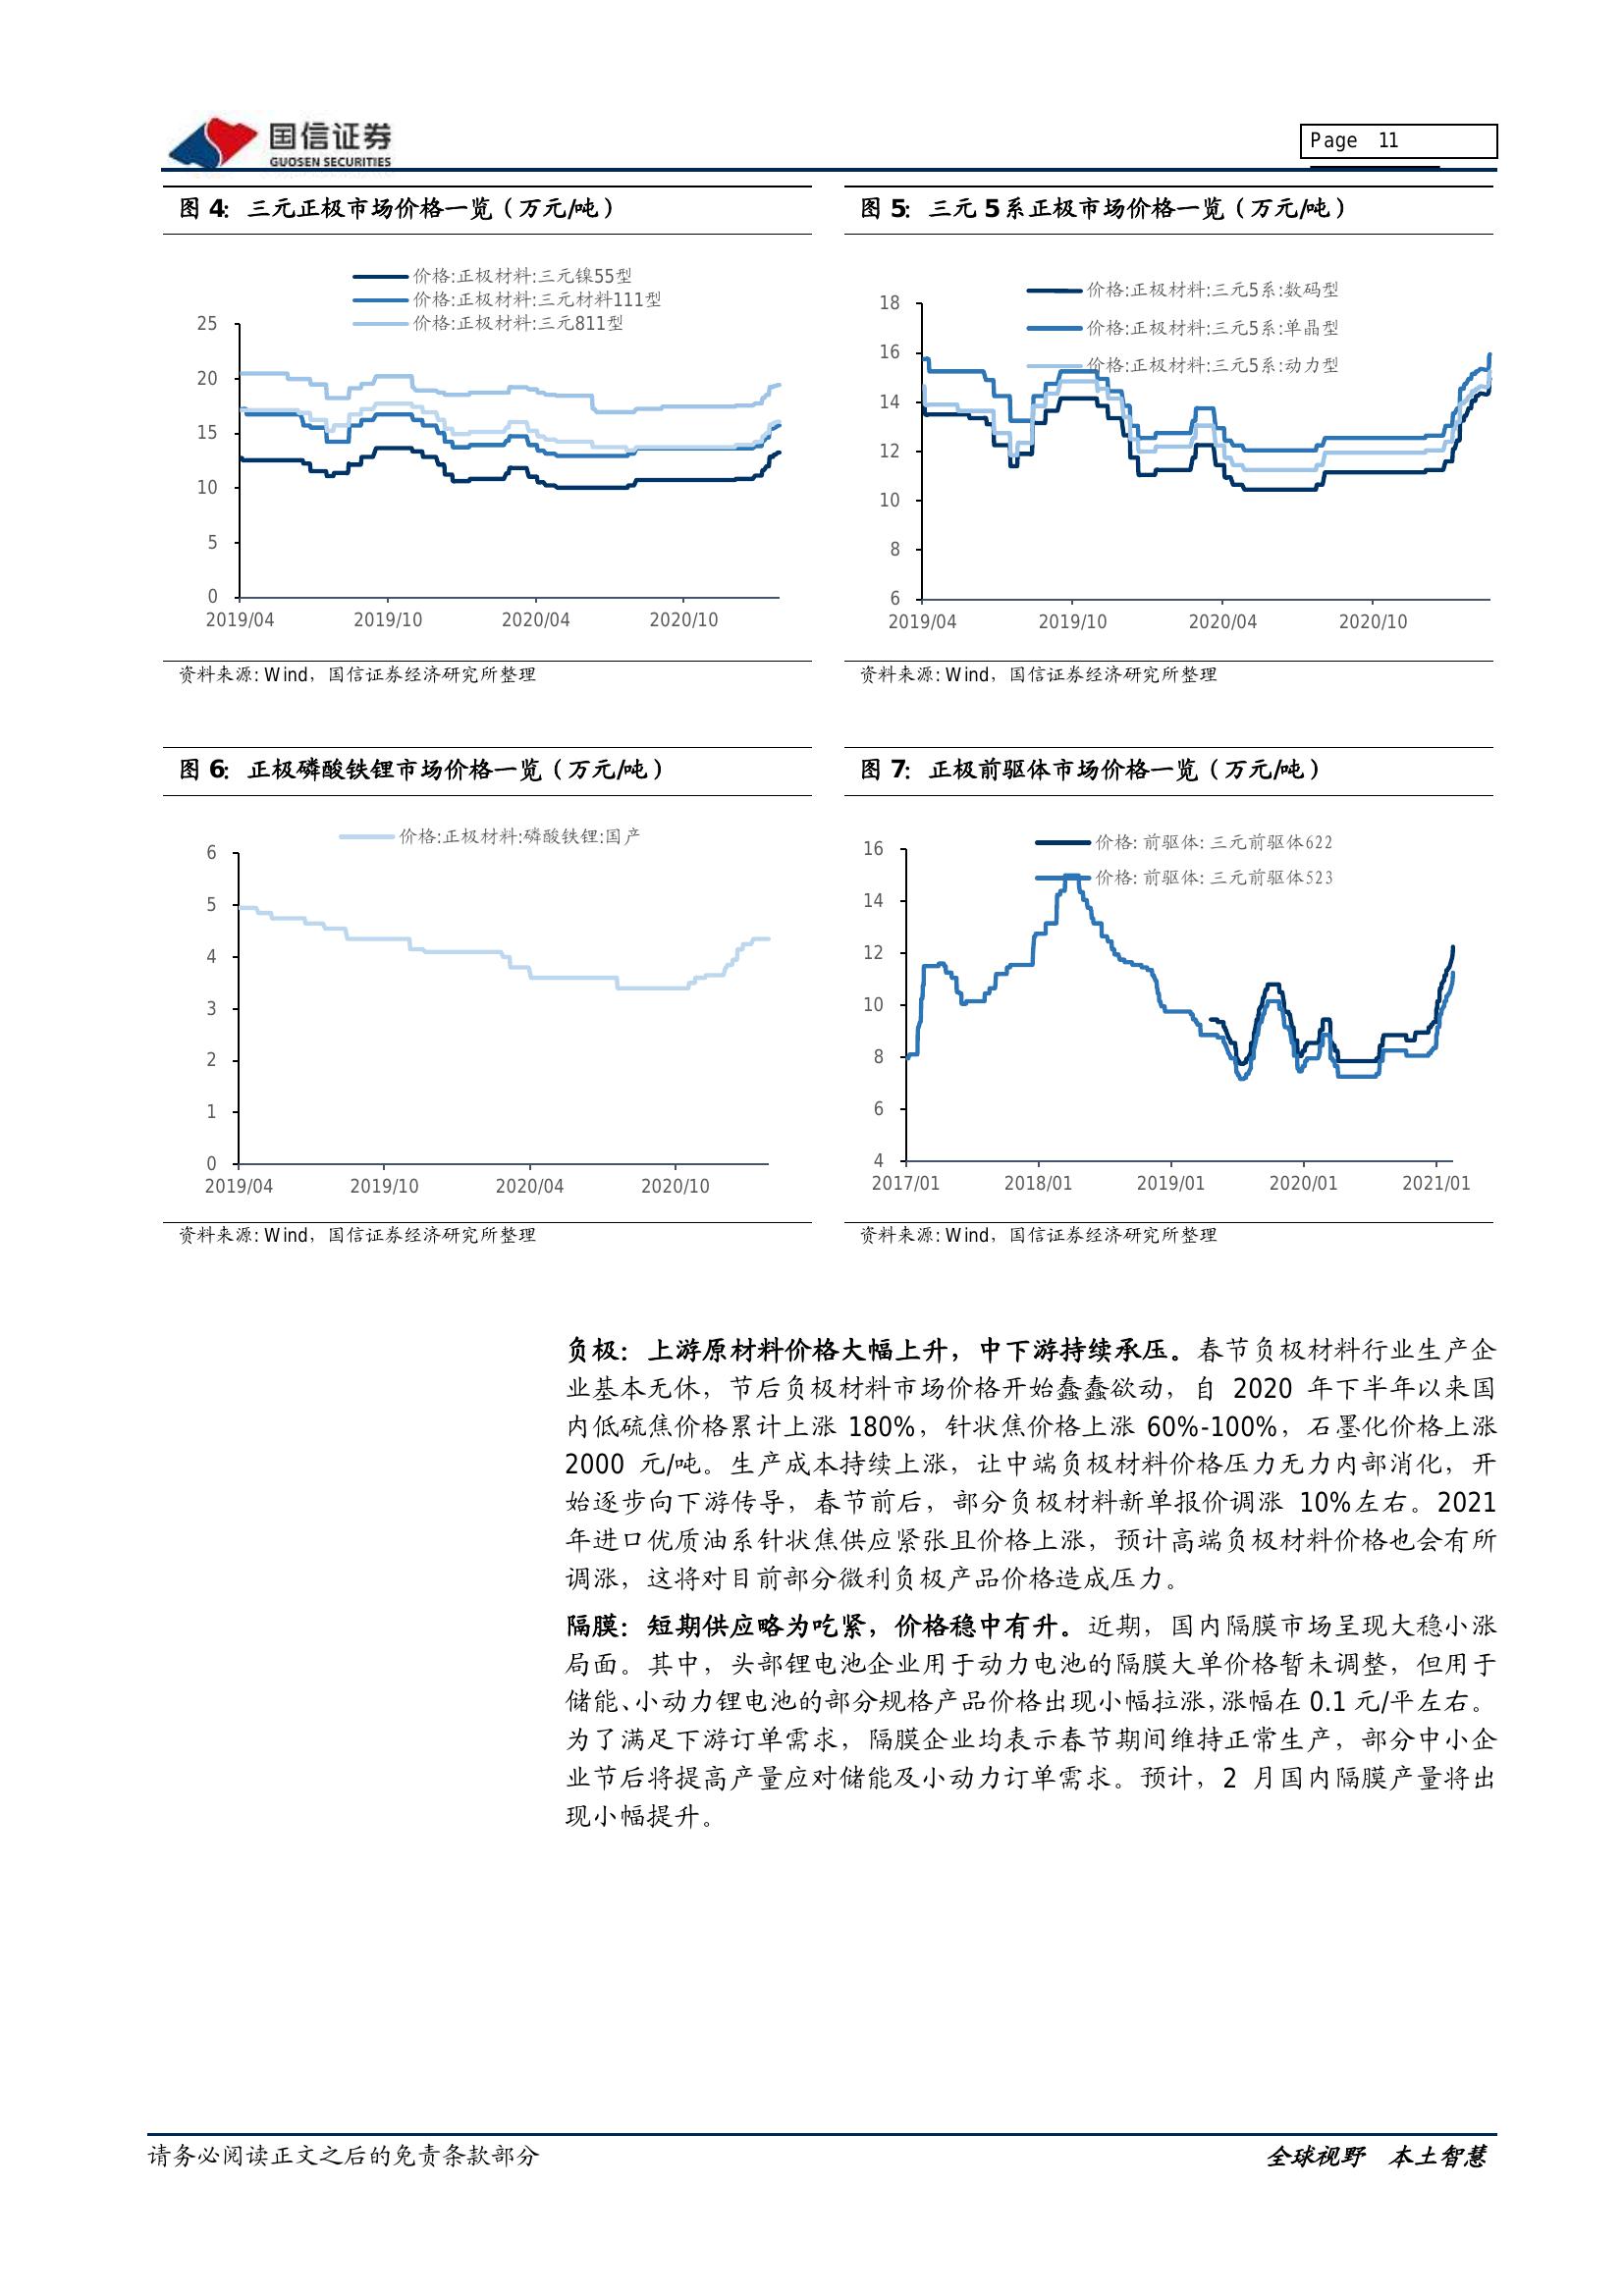 国信证券
GUOSEN SECURITIES
Page 11
图 4：三元正极市场价格一览（万元/吨）
价格:正极材料:三元镍55型
价格:正极材料:三元材料111型
价格:正极材料:三元811型
25
20
15
10
5
0
2019/04 2019/10 2020/04 2020/10
资料来源: Wind，国信证券经济研究所整理
图 5：三元 5系正极市场价格一览（万元/吨）
价格:正极材料:三元5系:数码型
价格:正极材料:三元5系:单晶型
价格:正极材料:三元5系:动力型
18
16
14
12
10
8
6
2019/04 2019/10 2020/04 2020/10
资料来源: Wind，国信证券经济研究所整理
图 6：正极磷酸铁锂市场价格一览（万元/吨）
价格:正极材料:磷酸铁锂:国产
6
5
4
3
2
1
0
2019/04 2019/10 2020/04 2020/10
资料来源: Wind，国信证券经济研究所整理
图 7：正极前驱体市场价格一览（万元/吨）
价格: 前驱体: 三元前驱体622
价格: 前驱体: 三元前驱体523
16
14
12
10
8
6
4
2017/01 2018/01 2019/01 2020/01 2021/01
资料来源: Wind，国信证券经济研究所整理
负极：上游原材料价格大幅上升，中下游持续承压。春节负极材料行业生产企
业基本无休，节后负极材料市场价格开始蠢蠢欲动，自 2020 年下半年以来国
内低硫焦价格累计上涨 180%，针状焦价格上涨 60%-100%，石墨化价格上涨
2000 元/吨。生产成本持续上涨，让中端负极材料价格压力无力内部消化，开
始逐步向下游传导，春节前后，部分负极材料新单报价调涨 10%左右。2021
年进口优质油系针状焦供应紧张且价格上涨，预计高端负极材料价格也会有所
调涨，这将对目前部分微利负极产品价格造成压力。
隔膜：短期供应略为吃紧，价格稳中有升。近期，国内隔膜市场呈现大稳小涨
局面。其中，头部锂电池企业用于动力电池的隔膜大单价格暂未调整，但用于
储能、小动力锂电池的部分规格产品价格出现小幅拉涨，涨幅在 0.1 元/平左右。
为了满足下游订单需求，隔膜企业均表示春节期间维持正常生产，部分中小企
业节后将提高产量应对储能及小动力订单需求。预计，2 月国内隔膜产量将出
现小幅提升。
请务必阅读正文之后的免责条款部分
全球视野 本土智慧